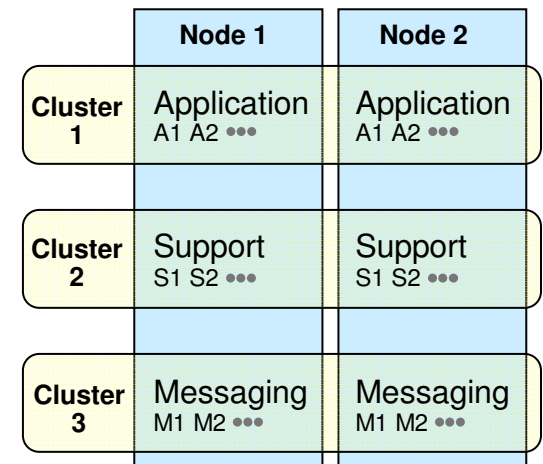 Node 1 Node 2
Cluster 1 Application Application
A1 A2 ●●● A1 A2 ●●●
Cluster 2 Support Support
S1 S2 ●●● S1 S2 ●●●
Cluster 3 Messaging Messaging
M1 M2 ●●● M1 M2 ●●●